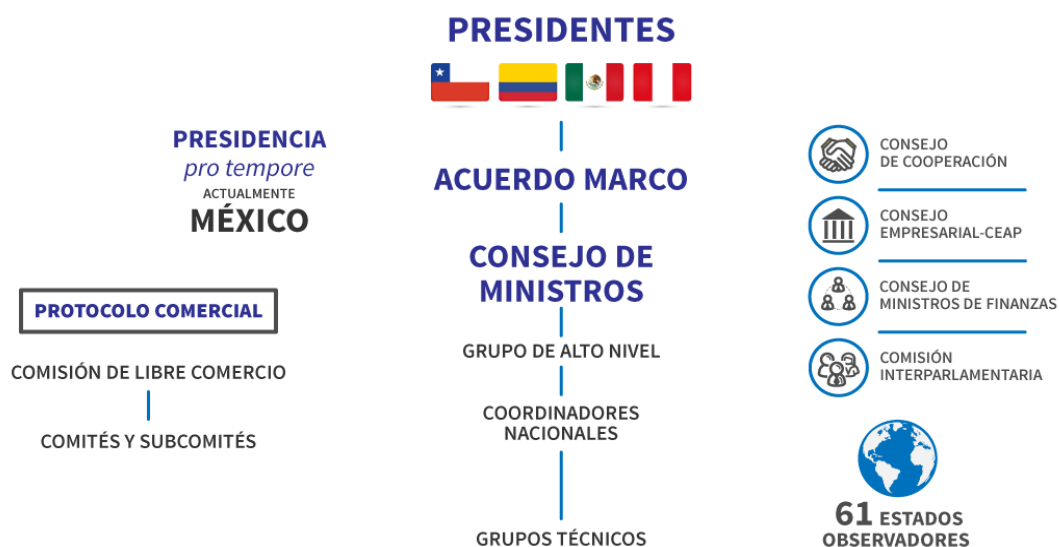 PRESIDENTES
PRESIDENCIA
pro tempore
ACTUALMENTE
MÉXICO
PROTOCOLO COMERCIAL
COMISIÓN DE LIBRE COMERCIO
COMITÉS Y SUBCOMITÉS
ACUERDO MARCO
CONSEJO DE
MINISTROS
GRUPO DE ALTO NIVEL
COORDINADORES
NACIONALES
GRUPOS TÉCNICOS
CONSEJO
DE COOPERACIÓN
CONSEJO
EMPRESARIAL-CEAP
CONSEJO DE
MINISTROS DE FINANZAS
COMISIÓN
INTERPARLAMENTARIA
61 ESTADOS
OBSERVADORES